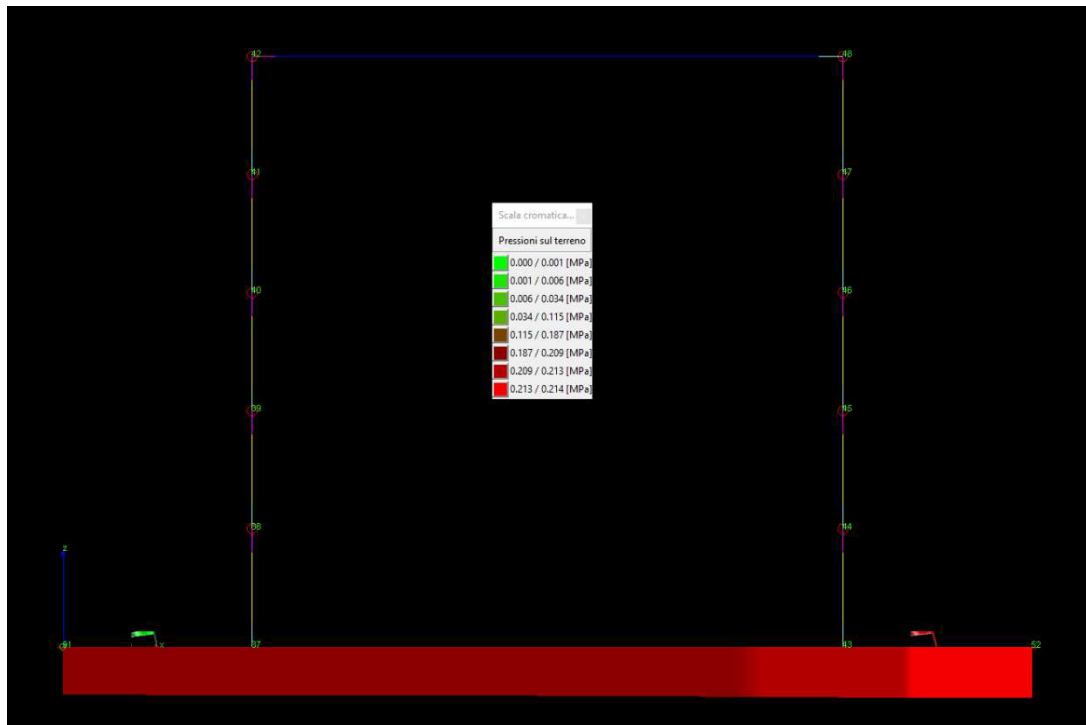 42 48
41 47
Scala cromatica...
Pressioni sul terreno
0.000 / 0.001 [MPa]
0.001 / 0.006 [MPa]
40 46
0.006 / 0.034 [MPa]
0.034 / 0.115 [MPa]
0.115 / 0.187 [MPa]
0.187 / 0.209 [MPa]
0.209 / 0.213 [MPa]
0.213 / 0.214 [MPa]
39 45
38 44
z
x
37 43 52